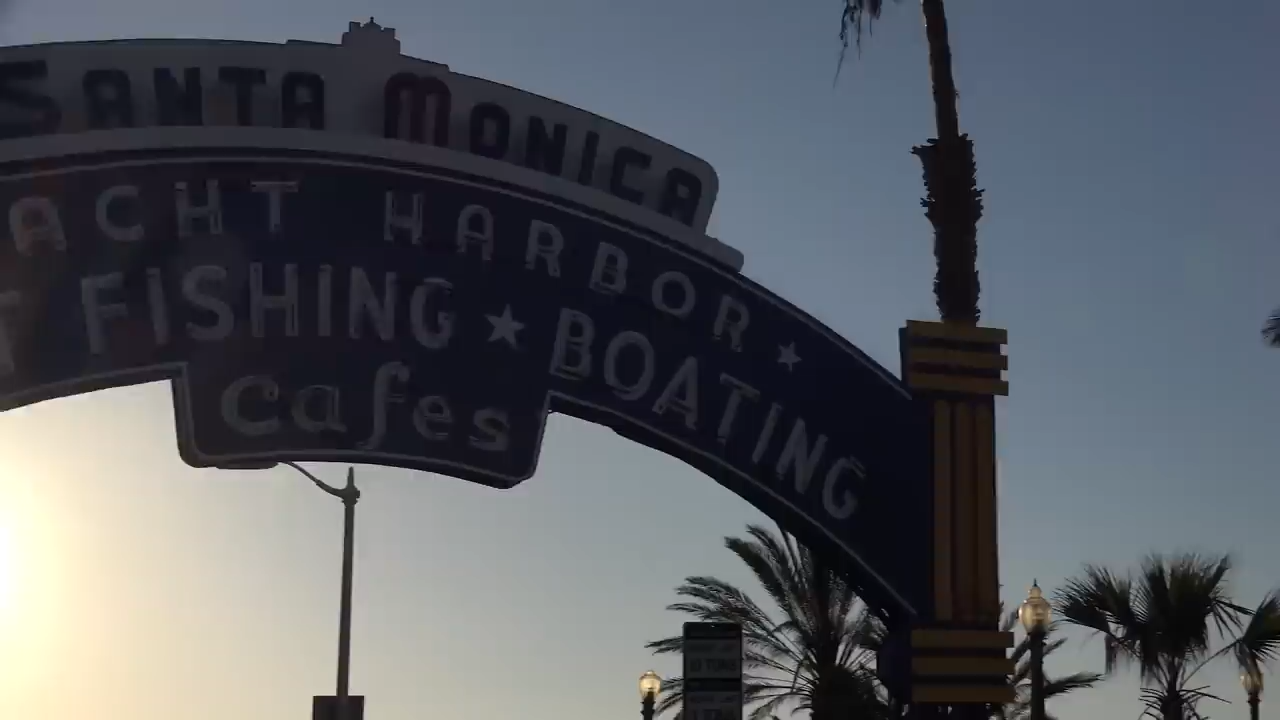 SANTA MONICA
ACHT HARBOR ★
T FISHING ★ BOATING
Cafes